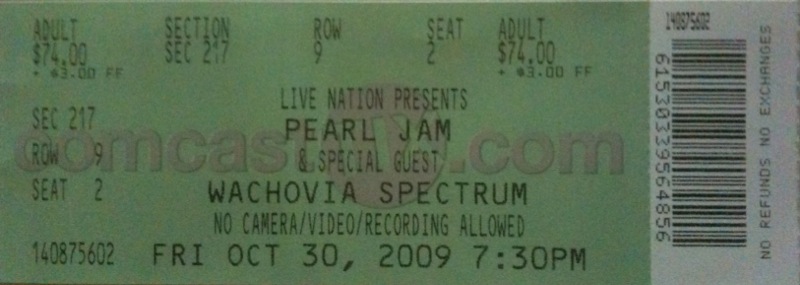 ADULT SECTION ROW SEAT ADULT
$74.00 SEC 217 9 2 $74.00
+ $3.00 FF + $3.00 FF
LIVE NATION PRESENTS
SEC 217 PEARL JAM
comcasttix.com
ROW 9 & SPECIAL GUEST
SEAT 2 WACHOVIA SPECTRUM
NO CAMERA/VIDEO/RECORDING ALLOWED
140875602 FRI OCT 30, 2009 7:30PM
140875602
61530339564856
NO REFUNDS NO EXCHANGES